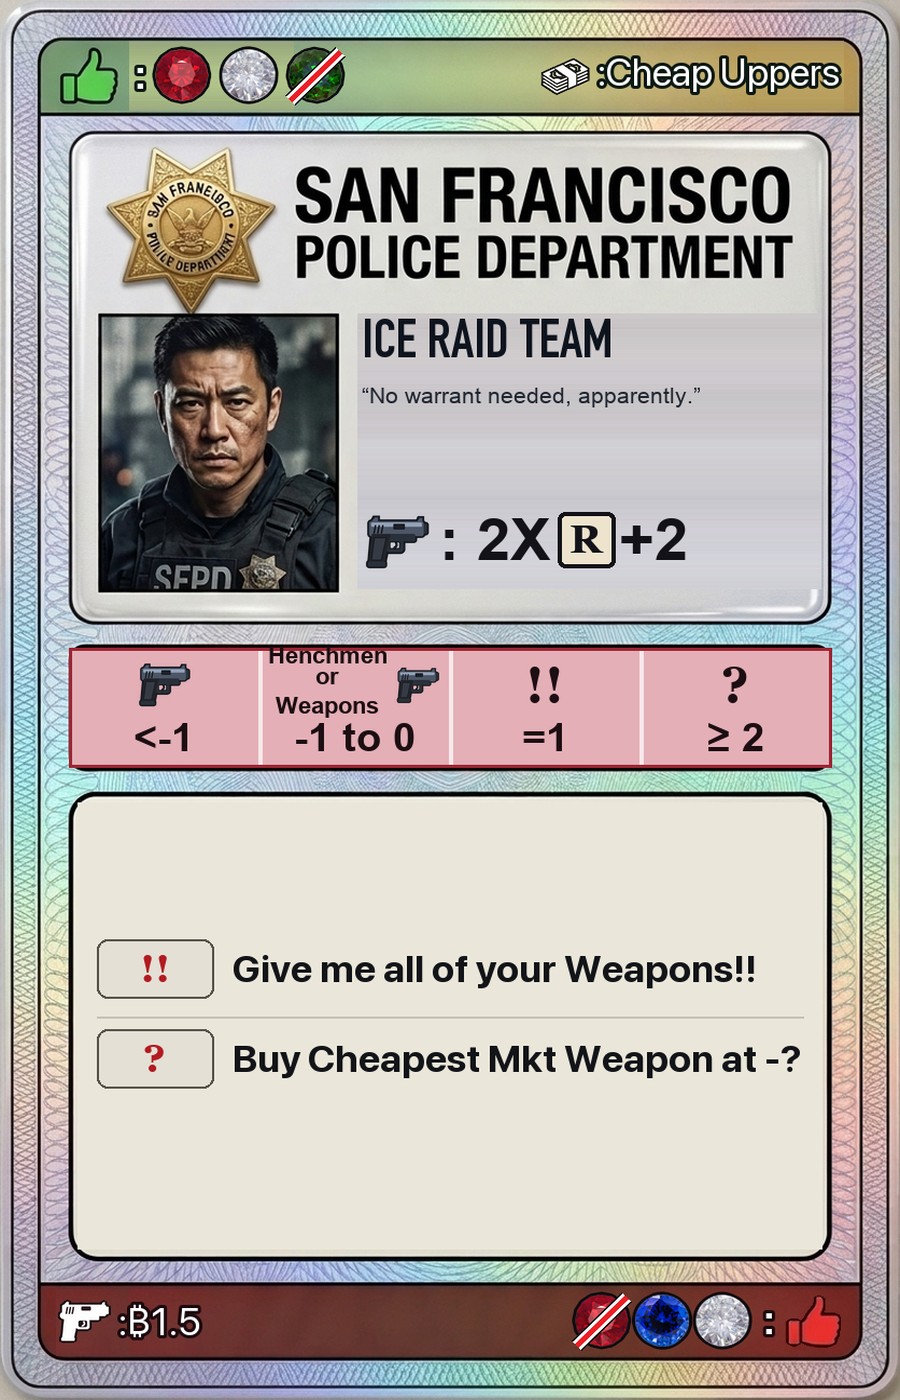 : :Cheap Uppers
SAN FRANCISCO
POLICE DEPARTMENT
ICE RAID TEAM
“No warrant needed, apparently.”
: 2X R +2
SFPD
Henchmen
or
Weapons
!! ?
<-1 -1 to 0 =1 ≥ 2
!! Give me all of your Weapons!!
? Buy Cheapest Mkt Weapon at -?
:₿1.5 :